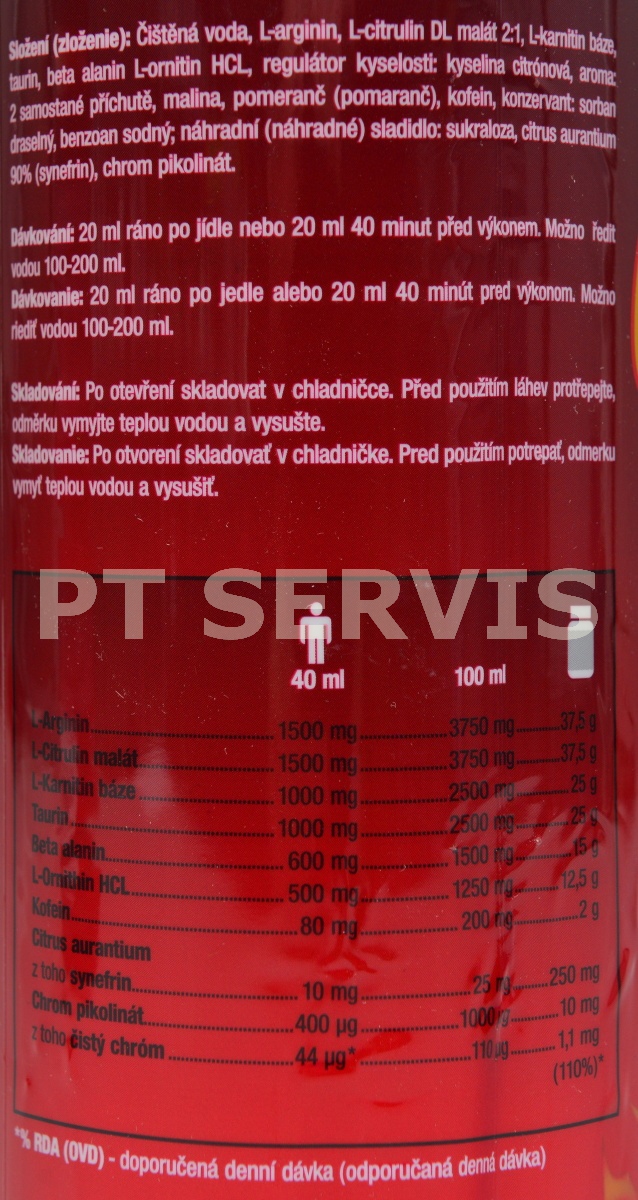 Složení (zloženie): Čištěná voda, L-arginin, L-citrulin DL malát 2:1, L-karnitin báze,
taurin, beta alanin L-ornitin HCL, regulátor kyselosti: kyselina citrónová, aroma:
2 samostané příchutě, malina, pomeranč (pomaranč), kofein, konzervant: sorban
draselný, benzoan sodný; náhradní (náhradné) sladidlo: sukraloza, citrus aurantium
90% (synefrin), chrom pikolinát.
Dávkování: 20 ml ráno po jídle nebo 20 ml 40 minut před výkonem. Možno ředit
vodou 100-200 ml.
Dávkovanie: 20 ml ráno po jedle alebo 20 ml 40 minút pred výkonom. Možno
riediť vodou 100-200 ml.
Skladování: Po otevření skladovat v chladničce. Před použitím láhev protřepejte,
odměrku vymyjte teplou vodou a vysušte.
Skladovanie: Po otvorení skladovať v chladničke. Pred použitím potrepať, odmerku
vymyť teplou vodou a vysušiť.
PT SERVIS
40 ml 100 ml
L-Arginin 1500 mg 3750 mg 37,5 g
L-Citrulin malát 1500 mg 3750 mg 37,5 g
L-Karnitin báze 1000 mg 2500 mg 25 g
Taurin 1000 mg 2500 mg 25 g
Beta alanin 600 mg 1500 mg 15 g
L-Ornithin HCL 500 mg 1250 mg 12,5 g
Kofein 80 mg 200 mg 2 g
Citrus aurantium
z toho synefrin 10 mg 25 mg 250 mg
Chrom pikolinát 400 µg 1000 µg 10 mg
z toho čistý chróm 44 µg* 110 µg 1,1 mg
(110%)*
*% RDA (OVD) - doporučená denní dávka (odporučaná denná dávka)